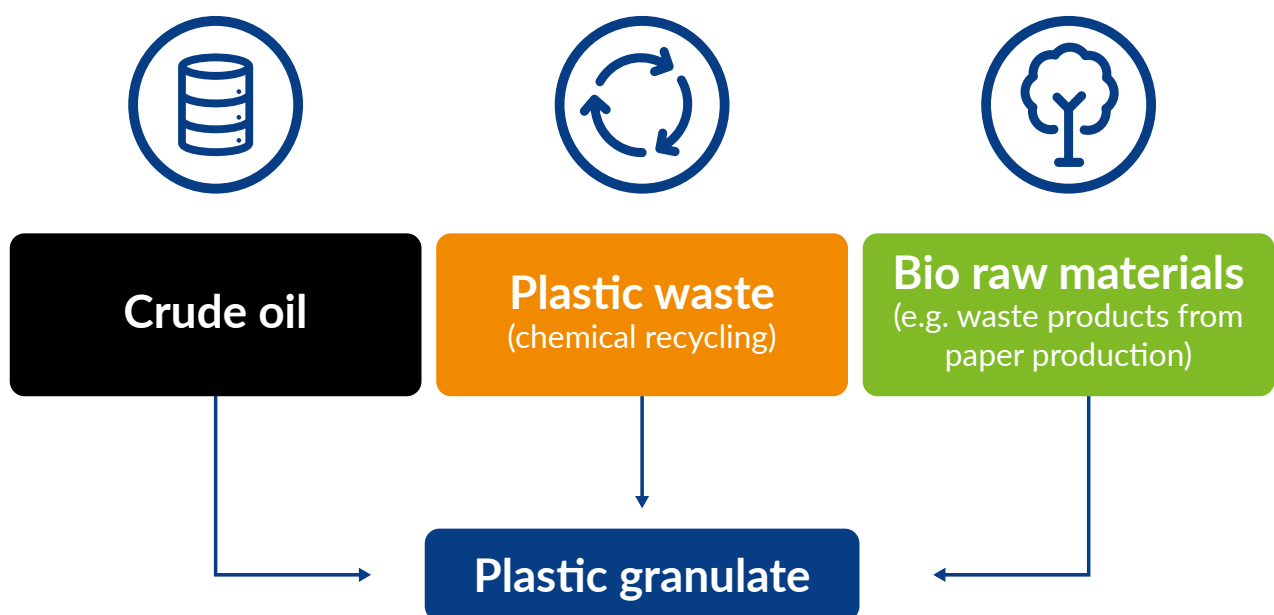 Crude oil
Plastic waste
(chemical recycling)
Bio raw materials
(e.g. waste products from
paper production)
Plastic granulate